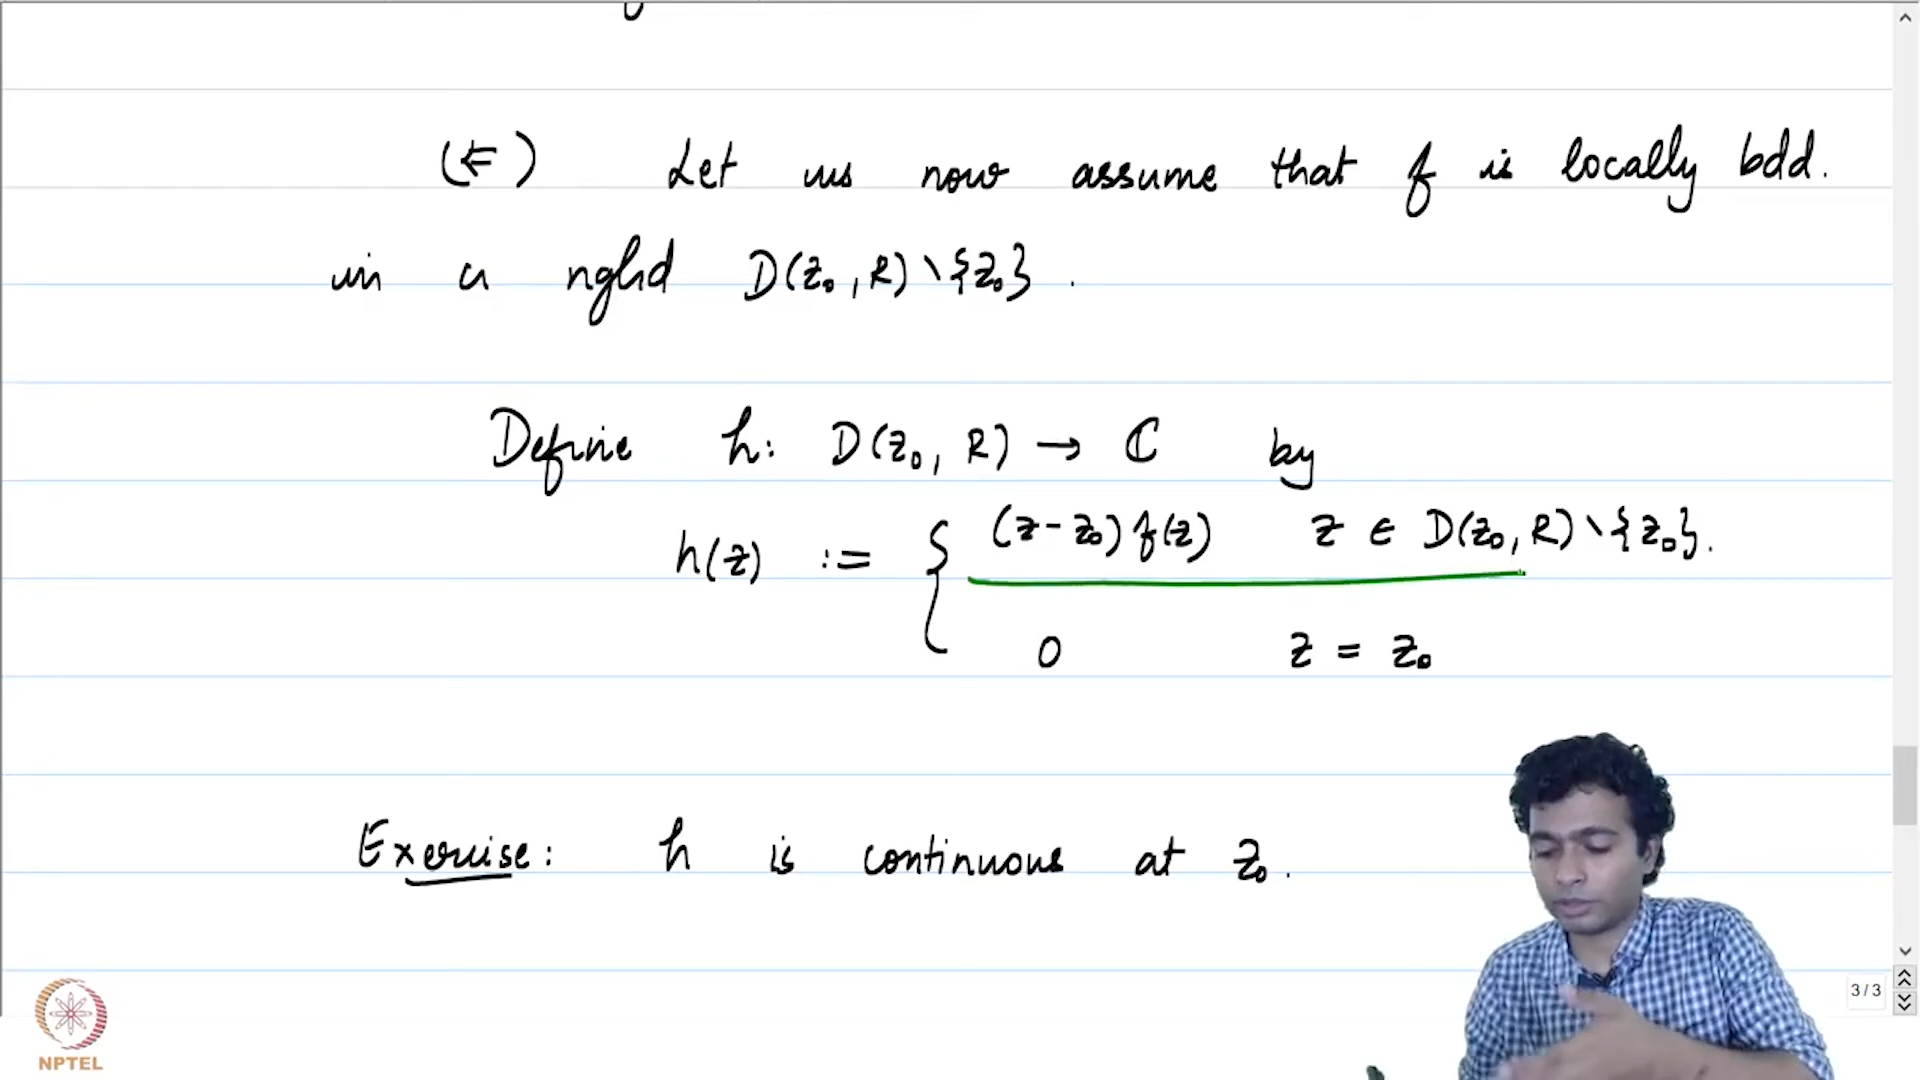 (⇐) Let us now assume that f is locally bdd.
in a nghd D(z₀, R) \ {z₀}.
Define h: D(z₀, R) → ℂ by
h(z) := { (z - z₀) f(z) z ∈ D(z₀, R) \ {z₀}.
0 z = z₀
Exercise: h is continuous at z₀.
3 / 3
NPTEL